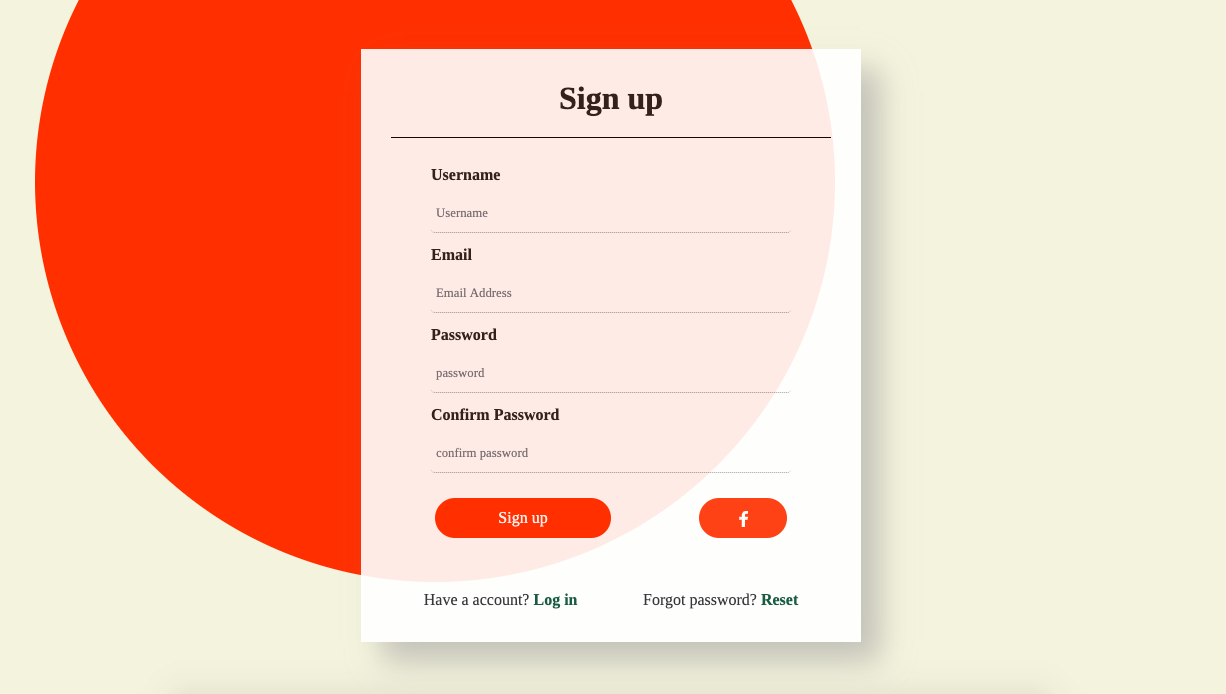 Sign up
Username
Username
Email
Email Address
Password
password
Confirm Password
confirm password
Sign up
Have a account? Log in
Forgot password? Reset